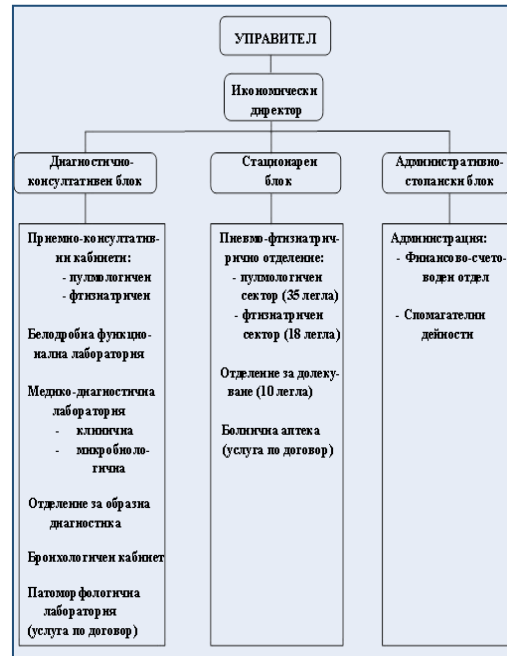 УПРАВИТЕЛ
Икономически
директор
Диагностично-
консултативен блок
Стационарен
блок
Административно-
стопански блок
Приемно-консултатив-
ни кабинети:
- пулмологичен
- фтизиатричен
Белодробна функцио-
нална лаборатория
Медико-диагностична
лаборатория
- клинична
- микробиоло-
гична
Отделение за образна
диагностика
Бронхологичен кабинет
Патоморфологична
лаборатория
(услуга по договор)
Пневмо-фтизиатрич-
рично отделение:
- пулмологичен
сектор (35 легла)
- фтизиатричен
сектор (18 легла)
Отделение за долеку-
ване (10 легла)
Болнична аптека
(услуга по договор)
Администрация:
- Финансово-счето-
воден отдел
- Спомагателни
дейности